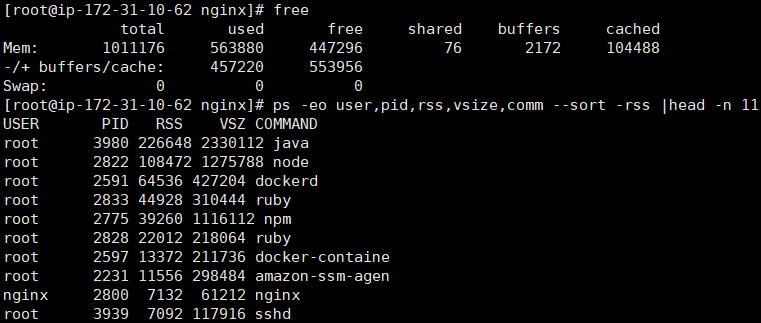 [root@ip-172-31-10-62 nginx]# free
             total       used       free     shared    buffers     cached
Mem:       1011176     563880     447296         76       2172     104488
-/+ buffers/cache:     457220     553956
Swap:            0          0          0
[root@ip-172-31-10-62 nginx]# ps -eo user,pid,rss,vsize,comm --sort -rss |head -n 11
USER       PID   RSS    VSZ COMMAND
root      3980 226648 2330112 java
root      2822 108472 1275788 node
root      2591 64536 427204 dockerd
root      2833 44928 310444 ruby
root      2775 39260 1116112 npm
root      2828 22012 218064 ruby
root      2597 13372 211736 docker-containe
root      2231 11556 298484 amazon-ssm-agen
nginx     2800  7132  61212 nginx
root      3939  7092 117916 sshd